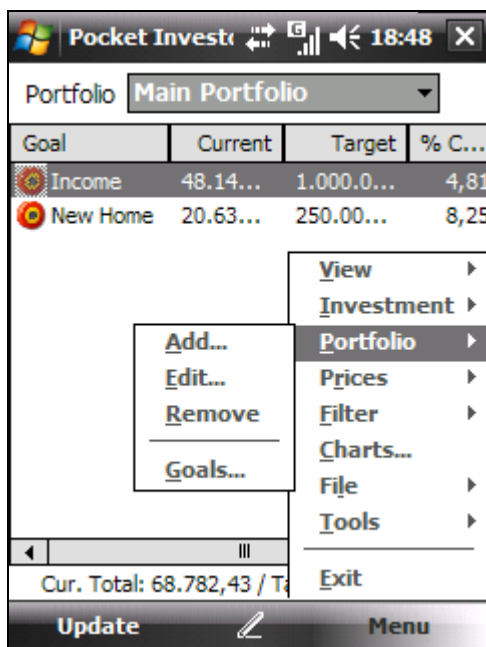 Pocket Investo 18:48
Portfolio Main Portfolio
Goal Current Target % C...
Income 48.14... 1.000.0... 4,81
New Home 20.63... 250.00... 8,25
View
Investment
Add... Portfolio
Edit... Prices
Remove Filter
Charts...
Goals... File
Tools
Cur. Total: 68.782,43 / Ta
Exit
Update Menu